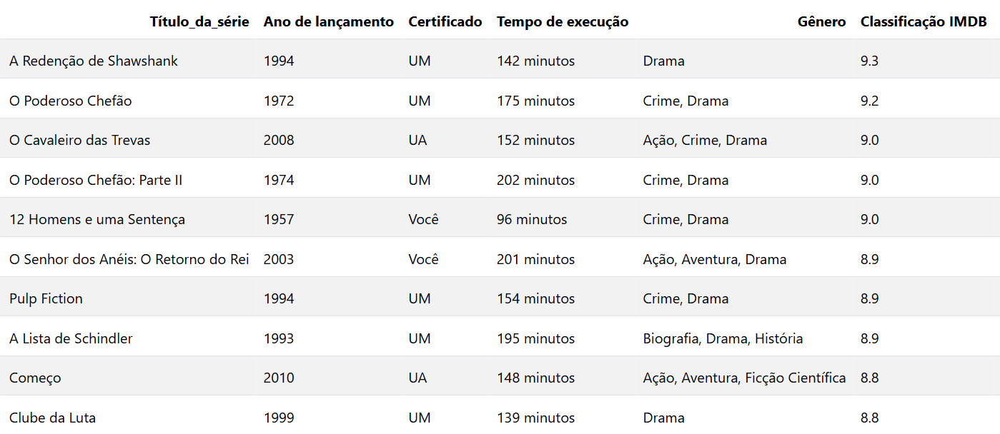 Título_da_série Ano de lançamento Certificado Tempo de execução Gênero Classificação IMDB
A Redenção de Shawshank 1994 UM 142 minutos Drama 9.3
O Poderoso Chefão 1972 UM 175 minutos Crime, Drama 9.2
O Cavaleiro das Trevas 2008 UA 152 minutos Ação, Crime, Drama 9.0
O Poderoso Chefão: Parte II 1974 UM 202 minutos Crime, Drama 9.0
12 Homens e uma Sentença 1957 Você 96 minutos Crime, Drama 9.0
O Senhor dos Anéis: O Retorno do Rei 2003 Você 201 minutos Ação, Aventura, Drama 8.9
Pulp Fiction 1994 UM 154 minutos Crime, Drama 8.9
A Lista de Schindler 1993 UM 195 minutos Biografia, Drama, História 8.9
Começo 2010 UA 148 minutos Ação, Aventura, Ficção Científica 8.8
Clube da Luta 1999 UM 139 minutos Drama 8.8